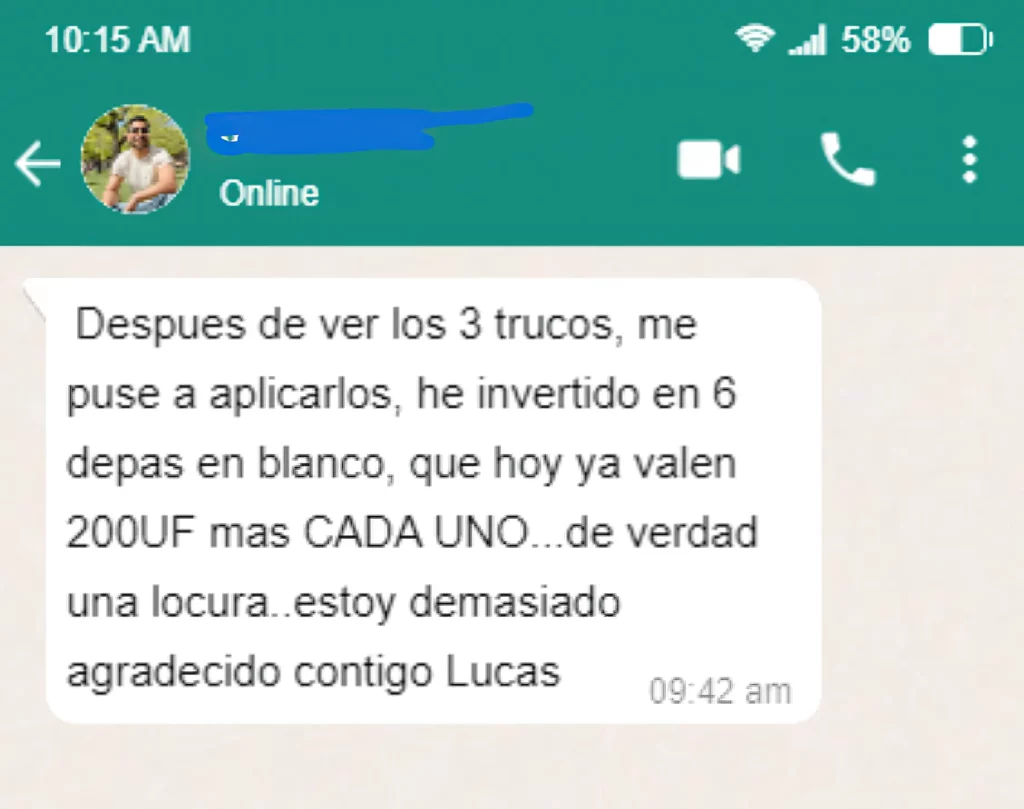 10:15 AM
58%
Online
Despues de ver los 3 trucos, me
puse a aplicarlos, he invertido en 6
depas en blanco, que hoy ya valen
200UF mas CADA UNO...de verdad
una locura..estoy demasiado
agradecido contigo Lucas
09:42 am